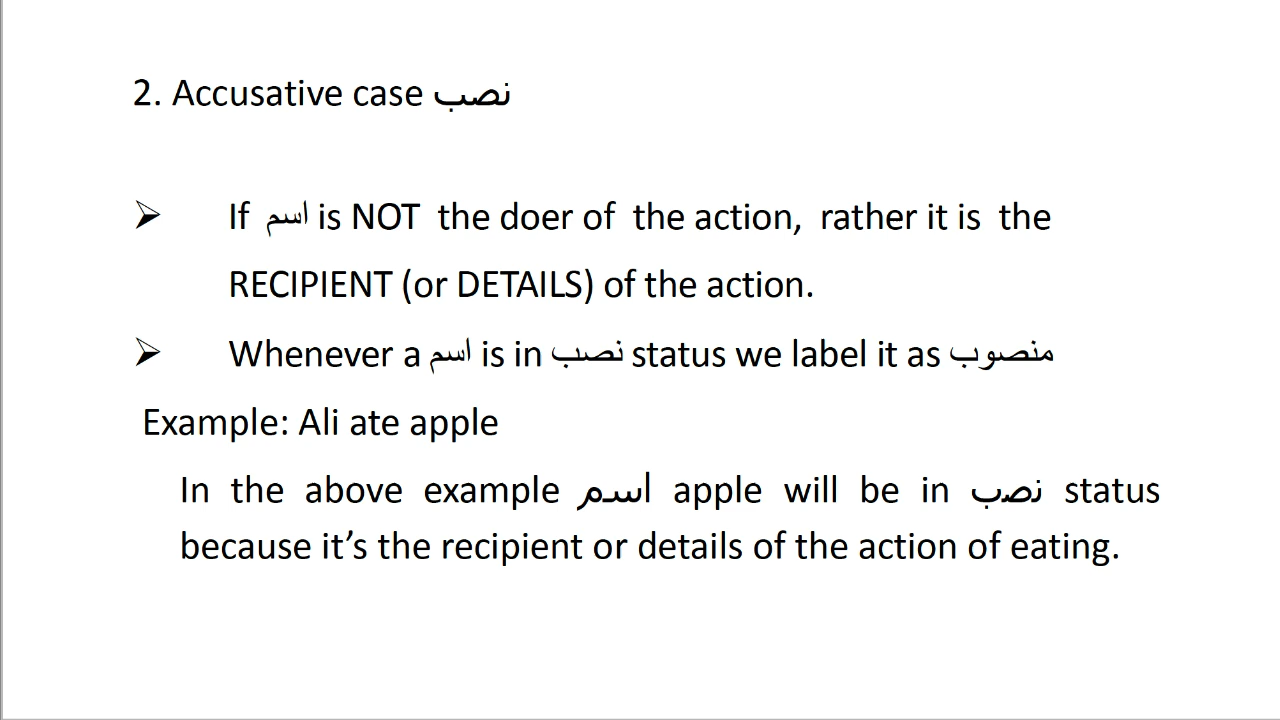 2. Accusative case نصب
➢ If اسم is NOT the doer of the action, rather it is the
RECIPIENT (or DETAILS) of the action.
➢ Whenever a اسم is in نصب status we label it as منصوب
Example: Ali ate apple
In the above example اسم apple will be in نصب status
because it’s the recipient or details of the action of eating.